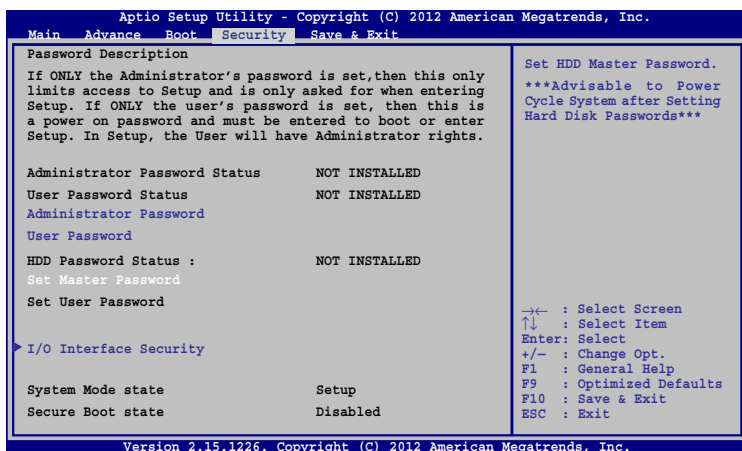 Aptio Setup Utility - Copyright (C) 2012 American Megatrends, Inc.
Main Advance Boot Security Save & Exit
Password Description
If ONLY the Administrator's password is set,then this only
limits access to Setup and is only asked for when entering
Setup. If ONLY the user's password is set, then this is
a power on password and must be entered to boot or enter
Setup. In Setup, the User will have Administrator rights.
Administrator Password Status NOT INSTALLED
User Password Status NOT INSTALLED
Administrator Password
User Password
HDD Password Status : NOT INSTALLED
Set Master Password
Set User Password
I/O Interface Security
System Mode state Setup
Secure Boot state Disabled
Set HDD Master Password.
***Advisable to Power
Cycle System after Setting
Hard Disk Passwords***
→← : Select Screen
↑↓ : Select Item
Enter: Select
+/— : Change Opt.
F1 : General Help
F9 : Optimized Defaults
F10 : Save & Exit
ESC : Exit
Version 2.15.1226. Copyright (C) 2012 American Megatrends, Inc.